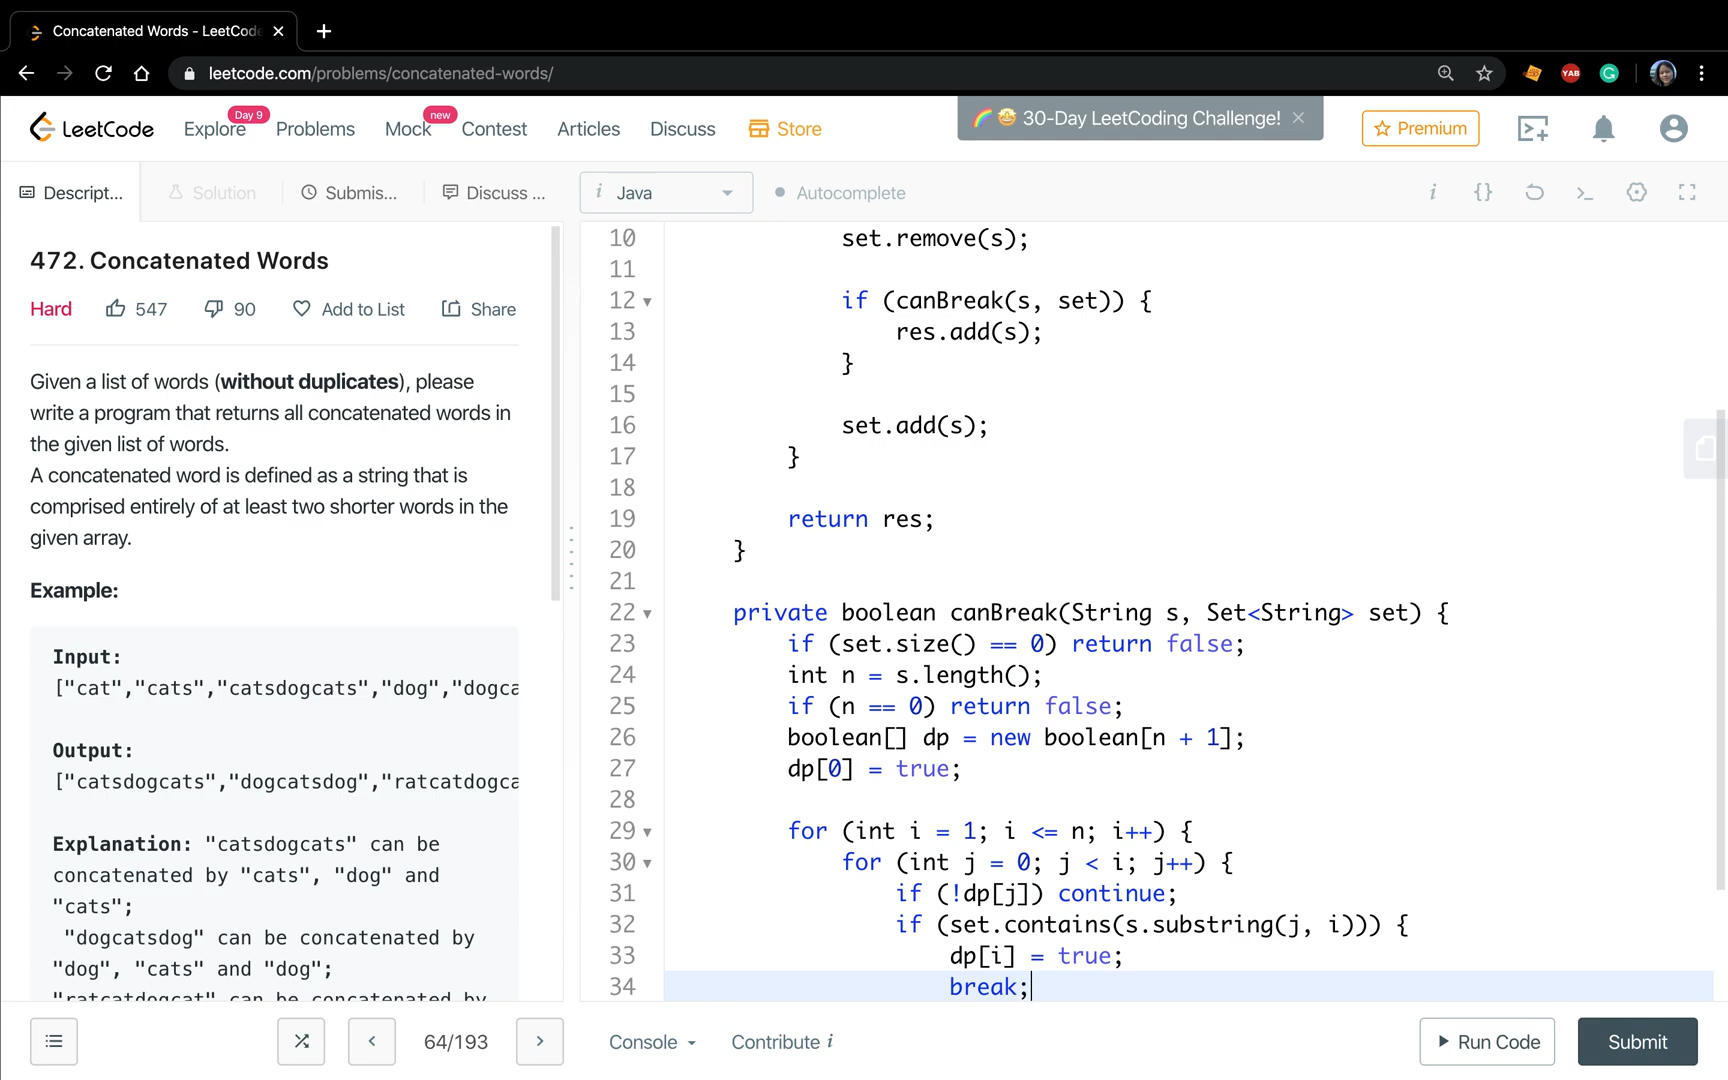 Concatenated Words - LeetCode
leetcode.com/problems/concatenated-words/
YAB
LeetCode
Explore
Day 9
Problems
Mock
new
Contest
Articles
Discuss
Store
30-Day LeetCoding Challenge!
Premium
Descript...
Solution
Submis...
Discuss ...
i Java
Autocomplete
472. Concatenated Words
Hard
547
90
Add to List
Share
Given a list of words (without duplicates), please
write a program that returns all concatenated words in
the given list of words.
A concatenated word is defined as a string that is
comprised entirely of at least two shorter words in the
given array.
Example:
Input:
["cat","cats","catsdogcats","dog","dogca
Output:
["catsdogcats","dogcatsdog","ratcatdogca
Explanation: "catsdogcats" can be
concatenated by "cats", "dog" and
"cats";
"dogcatsdog" can be concatenated by
"dog", "cats" and "dog";
"ratcatdogcat" can be concatenated by
10 set.remove(s);
11
12 if (canBreak(s, set)) {
13 res.add(s);
14 }
15
16 set.add(s);
17 }
18
19 return res;
20 }
21
22 private boolean canBreak(String s, Set<String> set) {
23 if (set.size() == 0) return false;
24 int n = s.length();
25 if (n == 0) return false;
26 boolean[] dp = new boolean[n + 1];
27 dp[0] = true;
28
29 for (int i = 1; i <= n; i++) {
30 for (int j = 0; j < i; j++) {
31 if (!dp[j]) continue;
32 if (set.contains(s.substring(j, i))) {
33 dp[i] = true;
34 break;
64/193
Console
Contribute i
Run Code
Submit